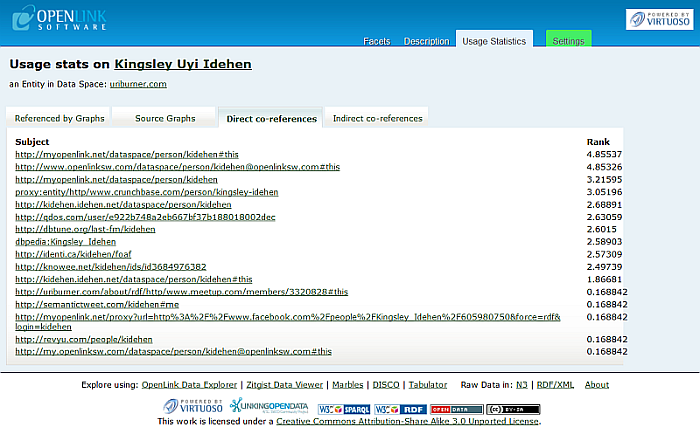 OPENLINK
SOFTWARE
POWERED BY
VIRTUOSO
Facets Description Usage Statistics Settings
Usage stats on Kingsley Uyi Idehen
an Entity in Data Space: uriburner.com
Referenced by Graphs Source Graphs Direct co-references Indirect co-references
Subject Rank
http://myopenlink.net/dataspace/person/kidehen#this 4.85537
http://www.openlinksw.com/dataspace/person/kidehen@openlinksw.com#this 4.85326
http://myopenlink.net/dataspace/person/kidehen 3.21595
proxy:entity/http/www.crunchbase.com/person/kingsley-idehen 3.05196
http://kidehen.idehen.net/dataspace/person/kidehen 2.68891
http://qdos.com/user/e922b748a2eb667bf37b188018002dec 2.63059
http://dbtune.org/last-fm/kidehen 2.6015
dbpedia:Kingsley_Idehen 2.58903
http://identi.ca/kidehen/foaf 2.57309
http://knowee.net/kidehen/ids/id3684976382 2.49739
http://kidehen.idehen.net/dataspace/person/kidehen#this 1.86681
http://uriburner.com/about/rdf/http/www.meetup.com/members/3320828#this 0.168842
http://semantictweet.com/kidehen#me 0.168842
http://myopenlink.net/proxy?url=http%3A%2F%2Fwww.facebook.com%2Fpeople%2FKingsley_Idehen%2F605980750&force=rdf& 0.168842
login=kidehen
http://revyu.com/people/kidehen 0.168842
http://my.openlinksw.com/dataspace/person/kidehen@openlinksw.com#this 0.168842
Explore using: OpenLink Data Explorer | Zitgist Data Viewer | Marbles | DISCO | Tabulator Raw Data in: N3 | RDF/XML About
POWERED BY
VIRTUOSO LINKINGOPENDATA W3C SPARQL W3C RDF OPEN DATA (CC) BY-SA
This work is licensed under a Creative Commons Attribution-Share Alike 3.0 Unported License.